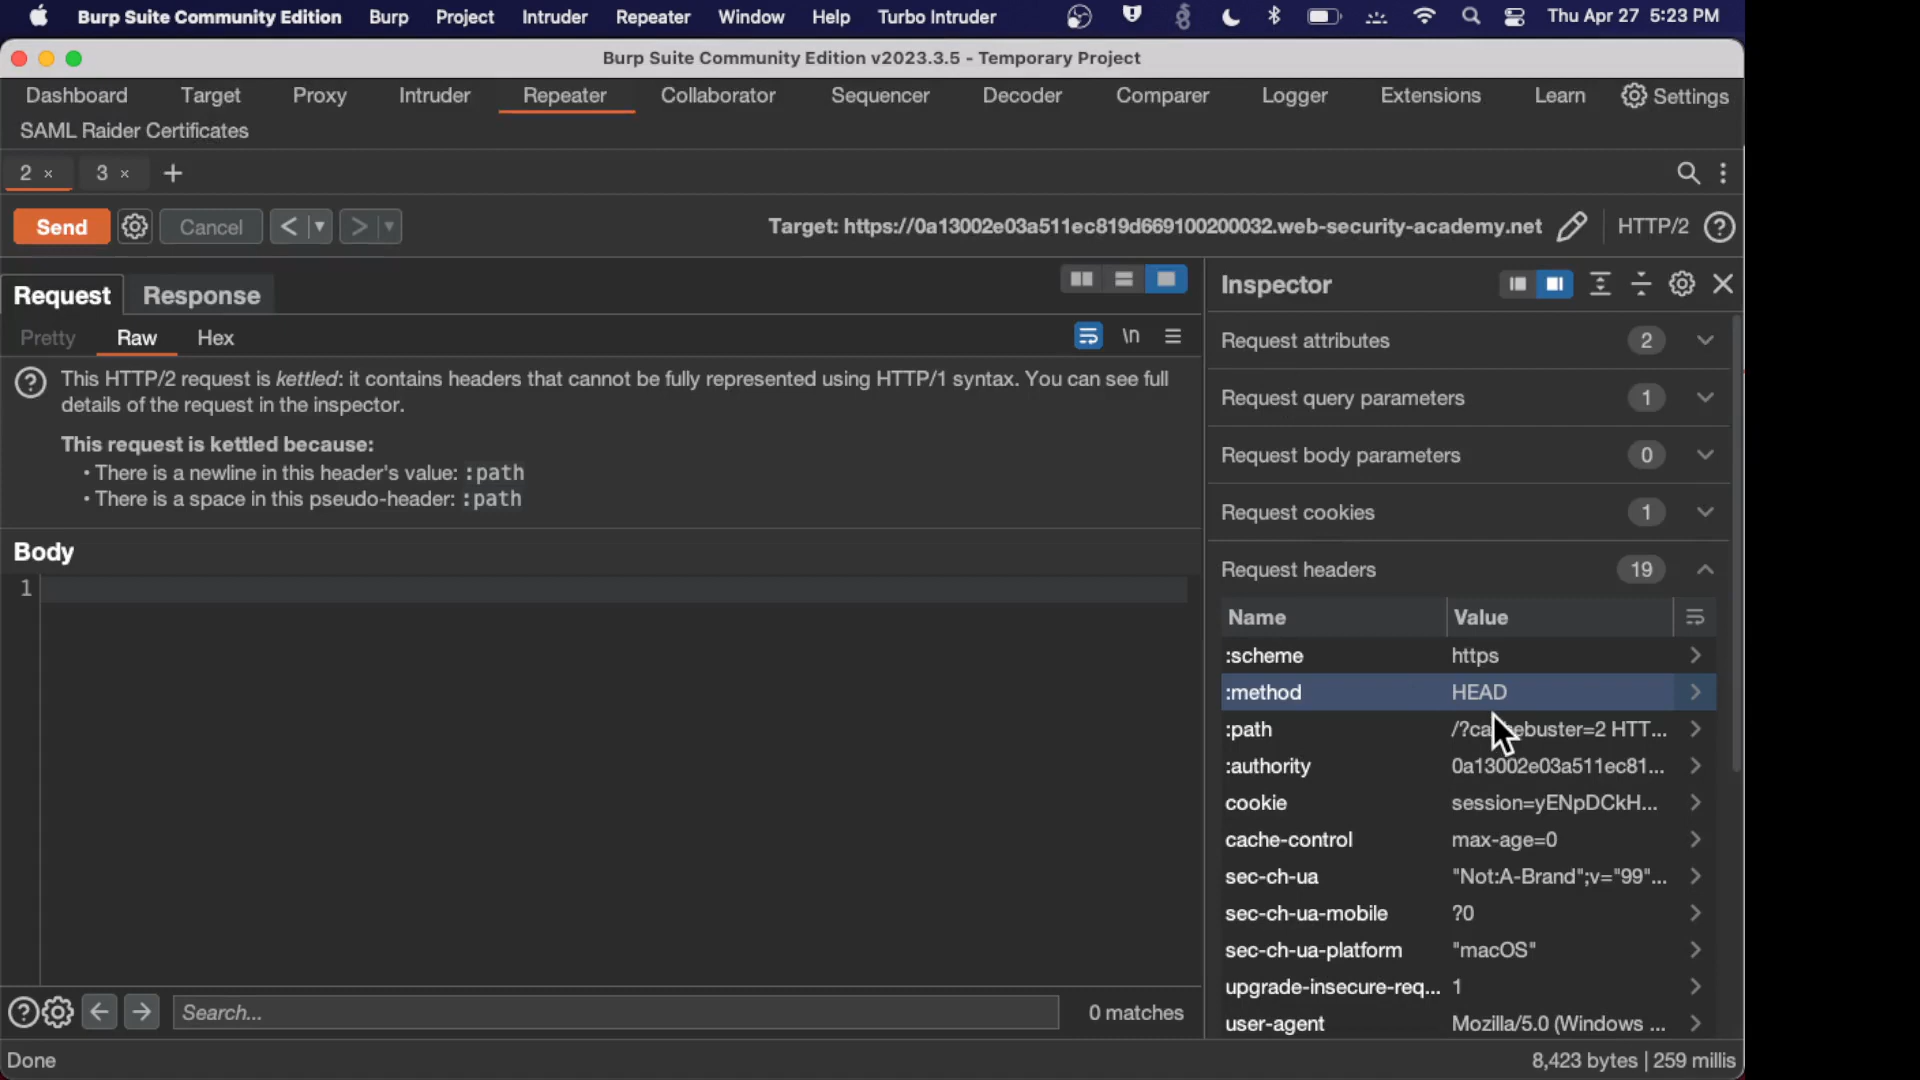 Burp Suite Community Edition Burp Project Intruder Repeater Window Help Turbo Intruder Thu Apr 27 5:23 PM
Burp Suite Community Edition v2023.3.5 - Temporary Project
Dashboard Target Proxy Intruder Repeater Collaborator Sequencer Decoder Comparer Logger Extensions Learn Settings
SAML Raider Certificates
2 × 3 × +
Send Cancel < > Target: https://0a13002e03a511ec819d669100200032.web-security-academy.net HTTP/2 ?
Request Response
Pretty Raw Hex \n
This HTTP/2 request is kettled: it contains headers that cannot be fully represented using HTTP/1 syntax. You can see full
details of the request in the inspector.
This request is kettled because:
• There is a newline in this header's value: :path
• There is a space in this pseudo-header: :path
Body
1
Search... 0 matches
Inspector
Request attributes 2
Request query parameters 1
Request body parameters 0
Request cookies 1
Request headers 19
Name Value
:scheme https
:method HEAD
:path /?ca ebuster=2 HTT...
:authority 0a13002e03a511ec81...
cookie session=yENpDCkH...
cache-control max-age=0
sec-ch-ua "Not:A-Brand";v="99"...
sec-ch-ua-mobile ?0
sec-ch-ua-platform "macOS"
upgrade-insecure-req... 1
user-agent Mozilla/5.0 (Windows ...
Done 8,423 bytes | 259 millis